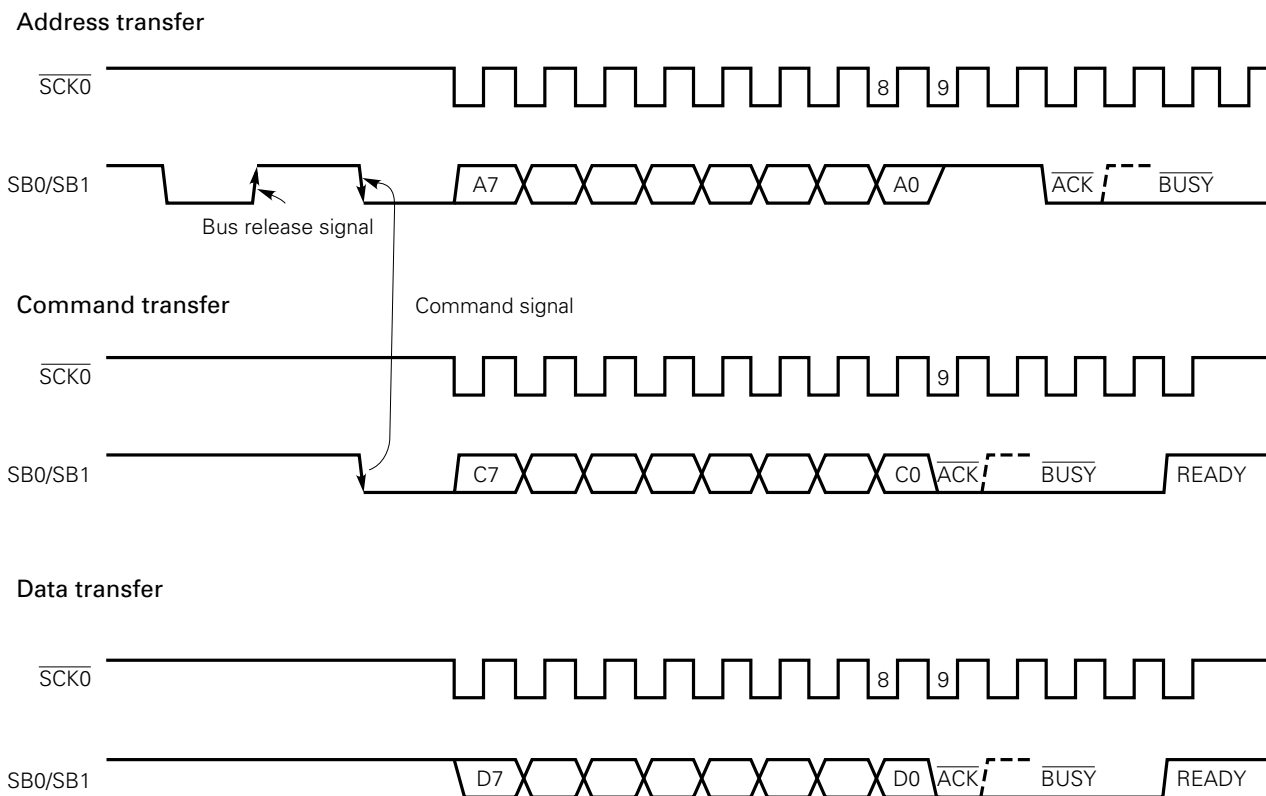 Address transfer
SCK0
8 9
SB0/SB1 A7 A0 ACK BUSY
Bus release signal
Command transfer Command signal
SCK0
9
SB0/SB1 C7 C0 ACK BUSY READY
Data transfer
SCK0
8 9
SB0/SB1 D7 D0 ACK BUSY READY